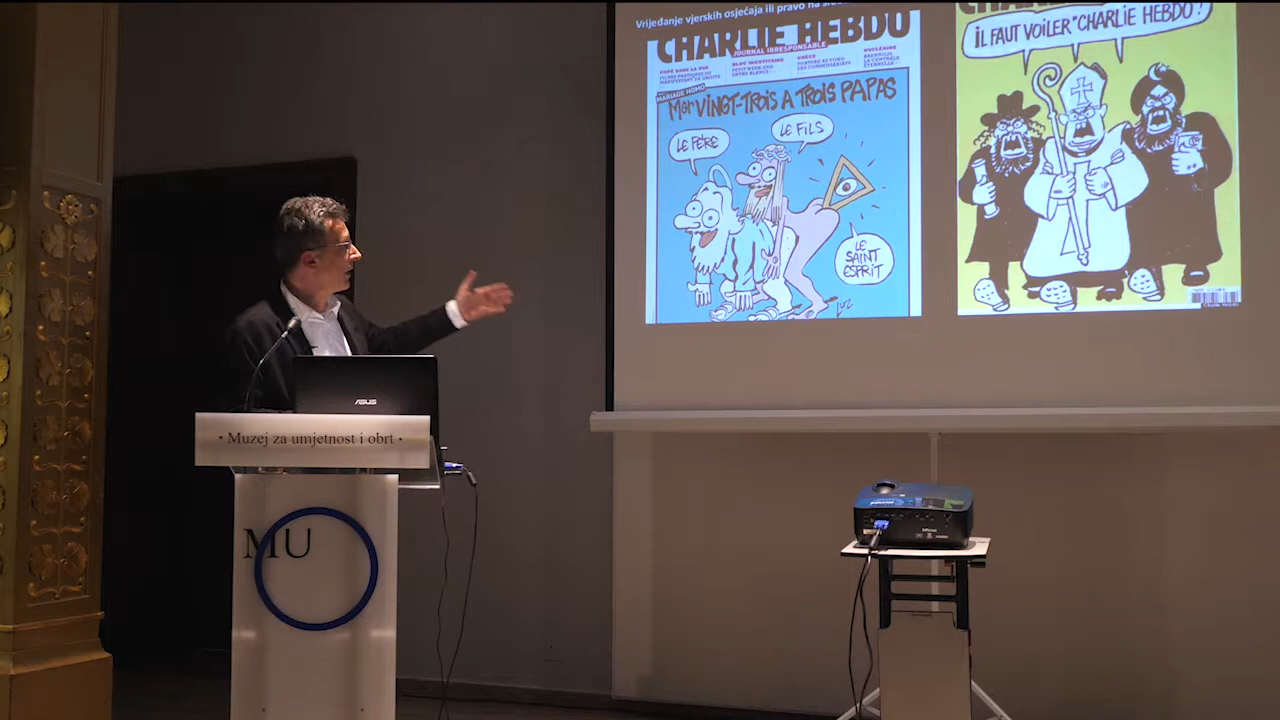 Vrijeđanje vjerskih osjećaja ili pravo na
CHARLIE HEBDO
JOURNAL IRRESPONSABLE
MARIAGE HOMO
Mgr VINGT-TROIS A TROIS PAPAS
LE PÈRE
LE FILS
LE SAINT ESPRIT
LUZ
IL FAUT VOILER "CHARLIE HEBDO"!
ASUS
• Muzej za umjetnost i obrt •
MUO